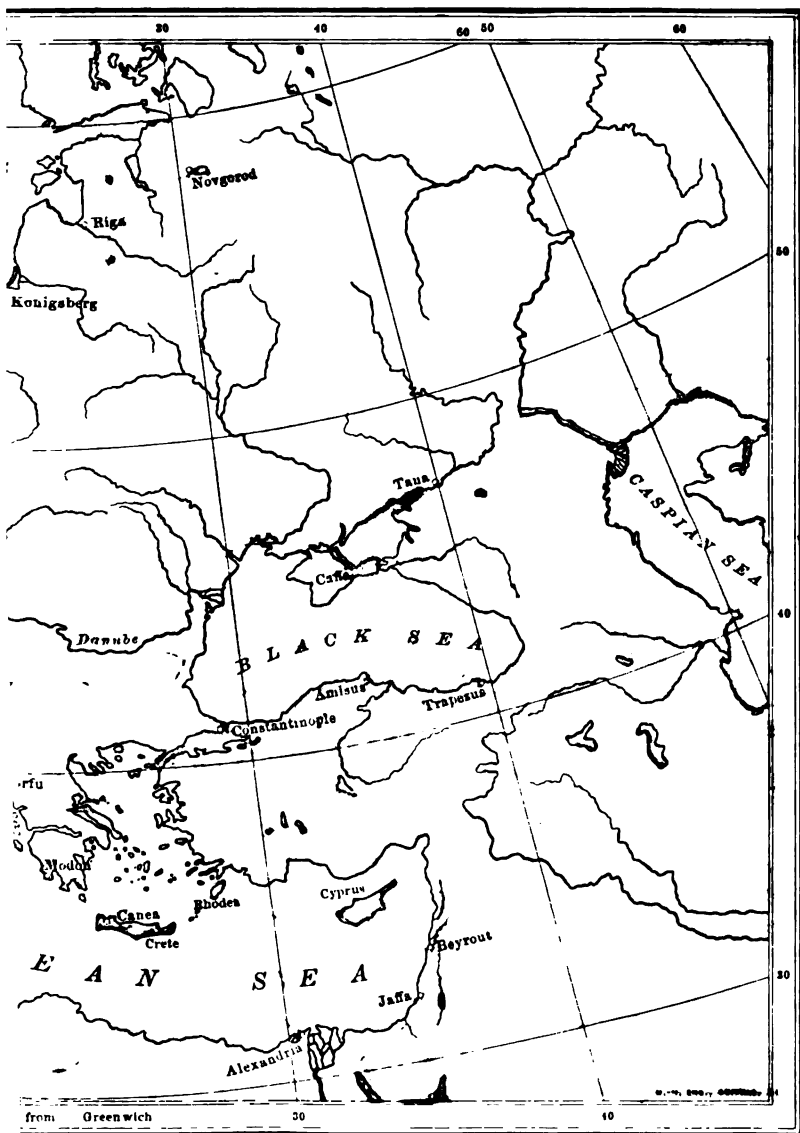 30 40 60 50 60
Novgorod
Riga
50
Konigsberg
Tana
CASPIAN SEA
Caffa
40
Danube
BLACK SEA
Amisus
Trapesus
Constantinople
rfu
Modon
Cyprus
Rhodes
Canea
Crete
Beyrout
EAN SEA
30
Jaffa
Alexandria
from Greenwich 30 40